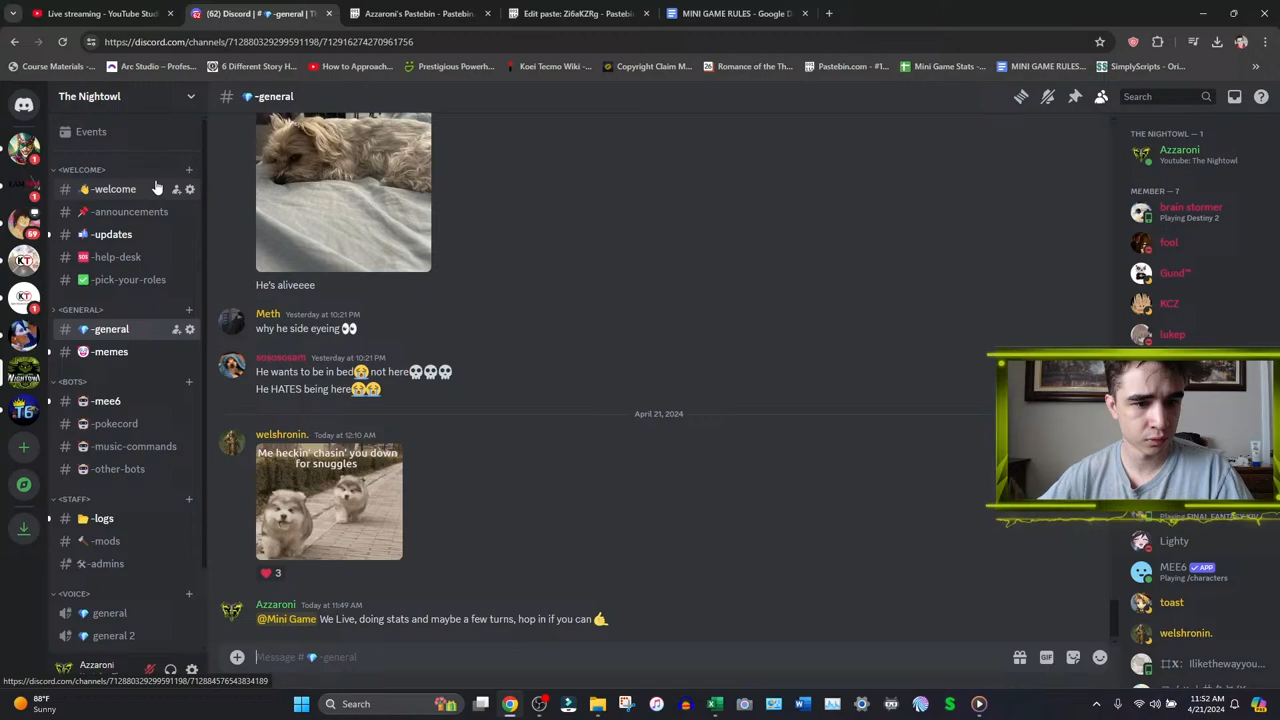 Live streaming - YouTube Stud
(62) Discord | # 💎-general |
Azzaroni's Pastebin - Pastebin.
Edit paste: Zi6aKZRg - Pastebin
MINI GAME RULES - Google D
https://discord.com/channels/712880329299591198/712916274270961756
Course Materials -...
Arc Studio – Profes...
6 Different Story H...
How to Approach...
Prestigious Powerh...
Koei Tecmo Wiki -...
Copyright Claim M...
Romance of the Th...
Pastebin.com - #1...
Mini Game Stats -...
MINI GAME RULES...
SimplyScripts - Ori...
The Nightowl
# 💎-general
Search
Events
<WELCOME>
👋-welcome
📌-announcements
📬-updates
🆘-help-desk
✅-pick-your-roles
<GENERAL>
💎-general
🤡-memes
<BOTS>
-mee6
-pokecord
-music-commands
-other-bots
<STAFF>
📁-logs
🔨-mods
🛠-admins
<VOICE>
💎 general
💎 general 2
Azzaroni
He's aliveeee
Meth Yesterday at 10:21 PM
why he side eyeing 👀
sosososam Yesterday at 10:21 PM
He wants to be in bed😭not here💀💀💀
He HATES being here😭😭
April 21, 2024
welshronin. Today at 12:10 AM
Me heckin' chasin' you down
for snuggles
❤️ 3
Azzaroni Today at 11:49 AM
@Mini Game We Live, doing stats and maybe a few turns, hop in if you can
Message # 💎-general
THE NIGHTOWL — 1
Azzaroni
Youtube: The Nightowl
MEMBER — 7
brain stormer
Playing Destiny 2
fool
Gund™
KCZ
lukep
Playing FINAL FANTASY XIV
Lighty
MEE6 ✓ APP
Playing /characters
toast
welshronin.
Ilikethewayyou...
https://discord.com/channels/712880329299591198/712884576543834189
88°F
Sunny
Search
11:52 AM
4/21/2024